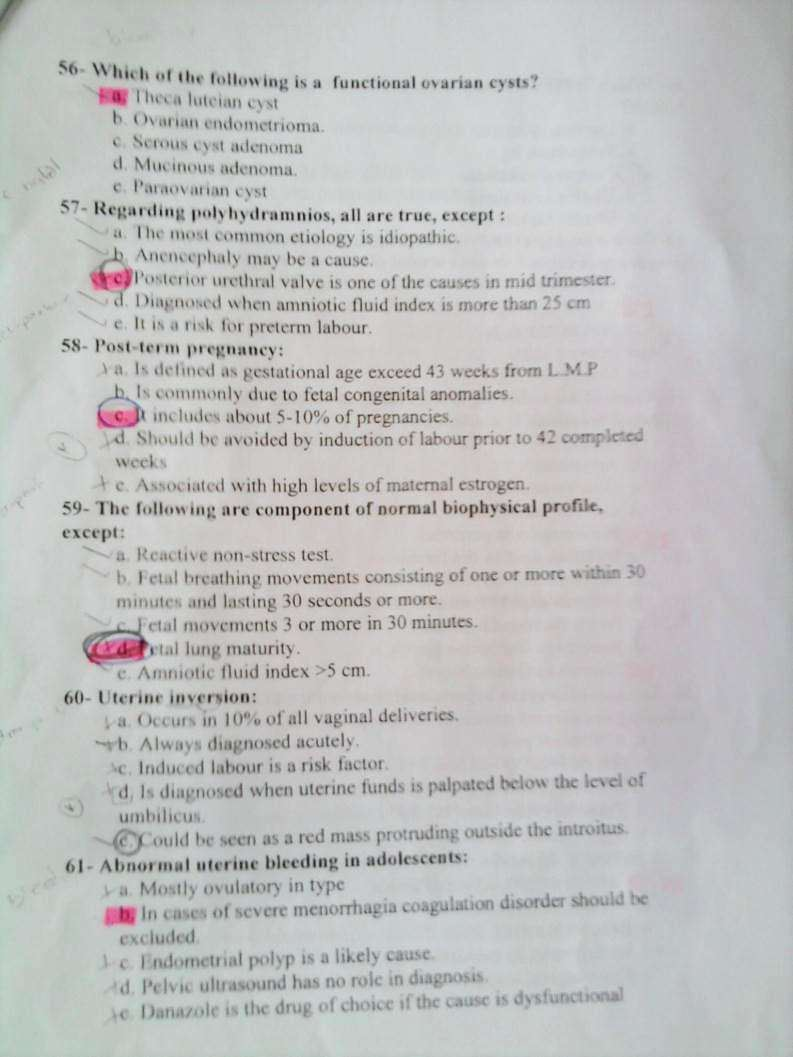 56- Which of the following is a functional ovarian cysts?
a. Theca luteian cyst
b. Ovarian endometrioma.
c. Serous cyst adenoma
d. Mucinous adenoma.
e. Paraovarian cyst
57- Regarding polyhydramnios, all are true, except :
a. The most common etiology is idiopathic.
b. Anencephaly may be a cause.
c. Posterior urethral valve is one of the causes in mid trimester.
d. Diagnosed when amniotic fluid index is more than 25 cm
e. It is a risk for preterm labour.
58- Post-term pregnancy:
a. Is defined as gestational age exceed 43 weeks from L.M.P
b. Is commonly due to fetal congenital anomalies.
c. It includes about 5-10% of pregnancies.
d. Should be avoided by induction of labour prior to 42 completed
weeks
e. Associated with high levels of maternal estrogen.
59- The following are component of normal biophysical profile,
except:
a. Reactive non-stress test.
b. Fetal breathing movements consisting of one or more within 30
minutes and lasting 30 seconds or more.
c. Fetal movements 3 or more in 30 minutes.
d. Fetal lung maturity.
e. Amniotic fluid index >5 cm.
60- Uterine inversion:
a. Occurs in 10% of all vaginal deliveries.
b. Always diagnosed acutely.
c. Induced labour is a risk factor.
d. Is diagnosed when uterine funds is palpated below the level of
umbilicus.
e. Could be seen as a red mass protruding outside the introitus.
61- Abnormal uterine bleeding in adolescents:
a. Mostly ovulatory in type
b. In cases of severe menorrhagia coagulation disorder should be
excluded.
c. Endometrial polyp is a likely cause.
d. Pelvic ultrasound has no role in diagnosis.
e. Danazole is the drug of choice if the cause is dysfunctional